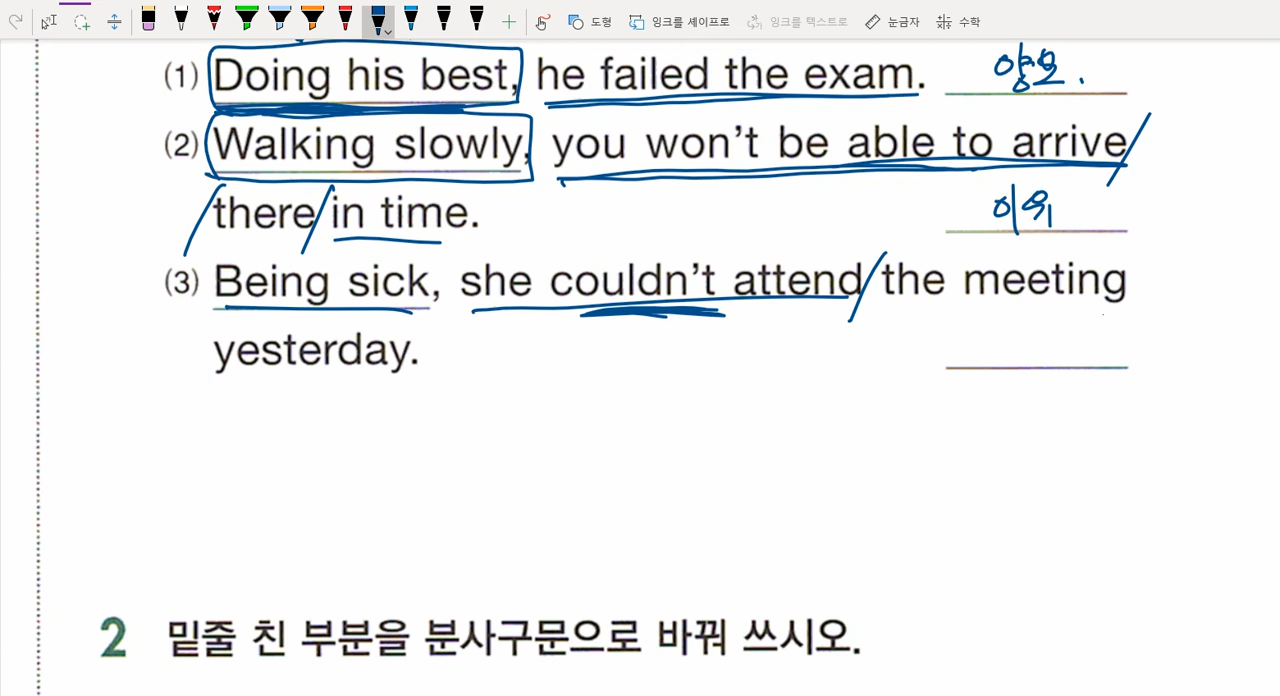 도형 잉크를 셰이프로 잉크를 텍스트로 눈금자 수학
(1) Doing his best, he failed the exam. 양보.
(2) Walking slowly, you won't be able to arrive
there in time. 이유
(3) Being sick, she couldn't attend the meeting
yesterday.
2 밑줄 친 부분을 분사구문으로 바꿔 쓰시오.